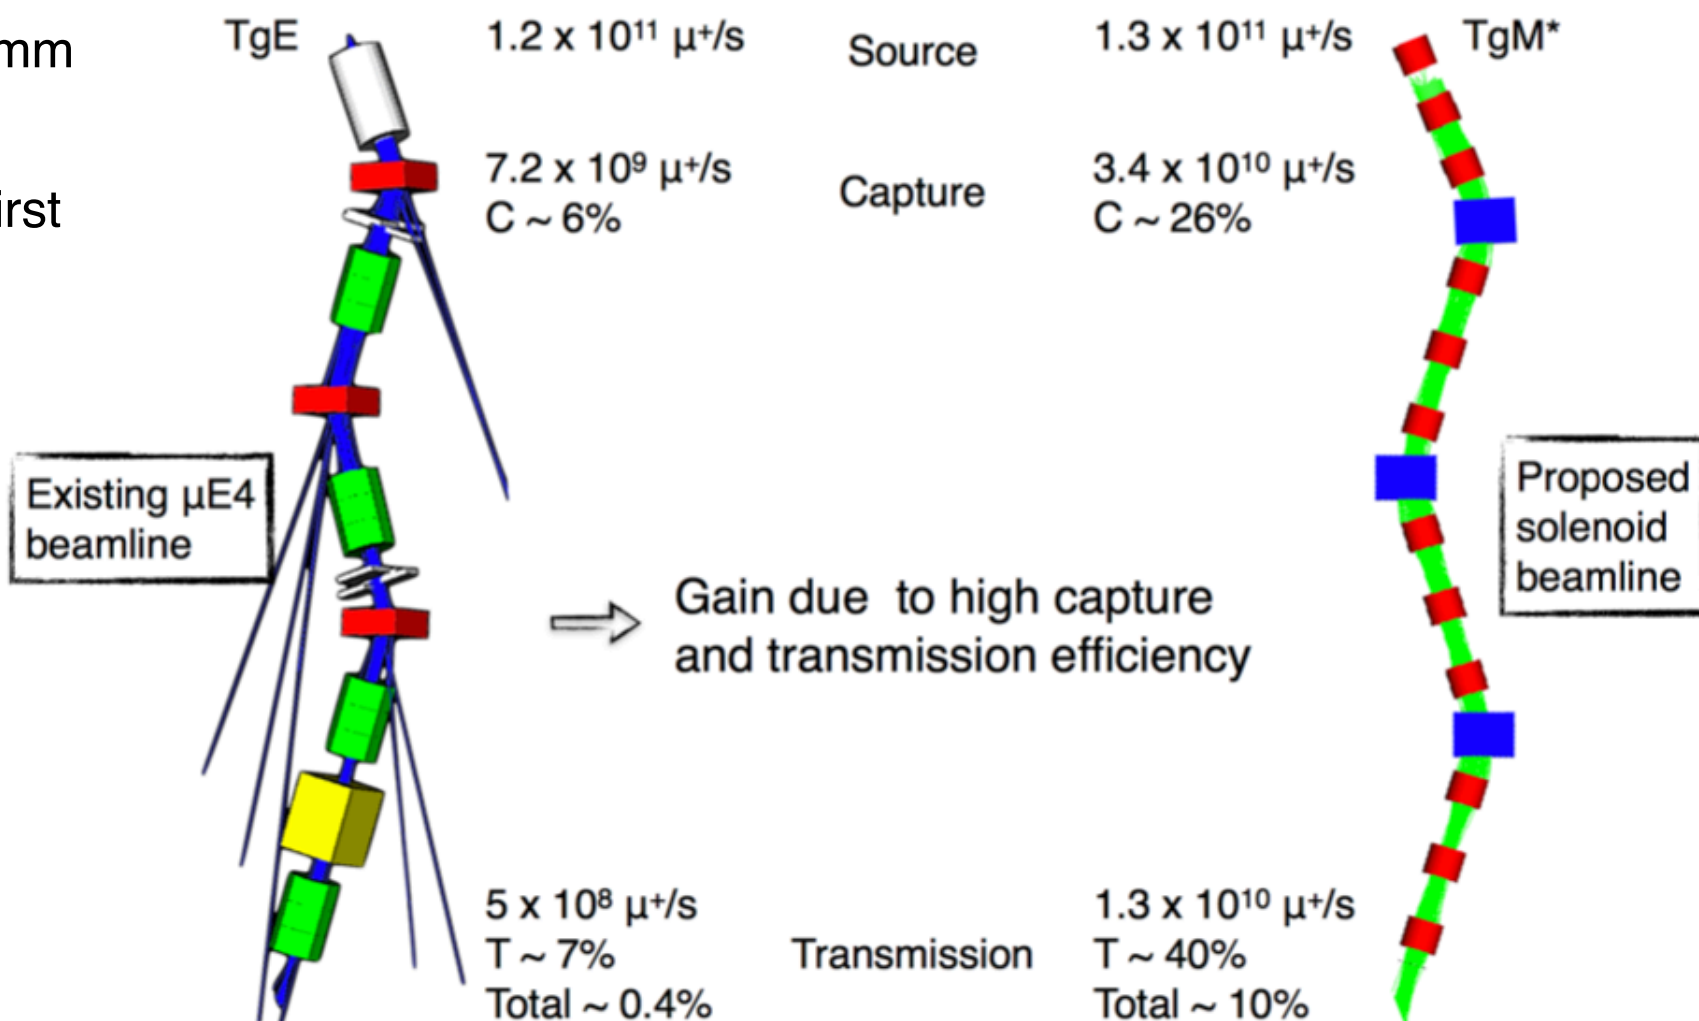 mm
TgE
1.2 x 10¹¹ μ⁺/s
Source
1.3 x 10¹¹ μ⁺/s
TgM*
irst
7.2 x 10⁹ μ⁺/s
C ~ 6%
Capture
3.4 x 10¹⁰ μ⁺/s
C ~ 26%
Existing μE4
beamline
Proposed
solenoid
beamline
Gain due to high capture
and transmission efficiency
5 x 10⁸ μ⁺/s
T ~ 7%
Total ~ 0.4%
Transmission
1.3 x 10¹⁰ μ⁺/s
T ~ 40%
Total ~ 10%